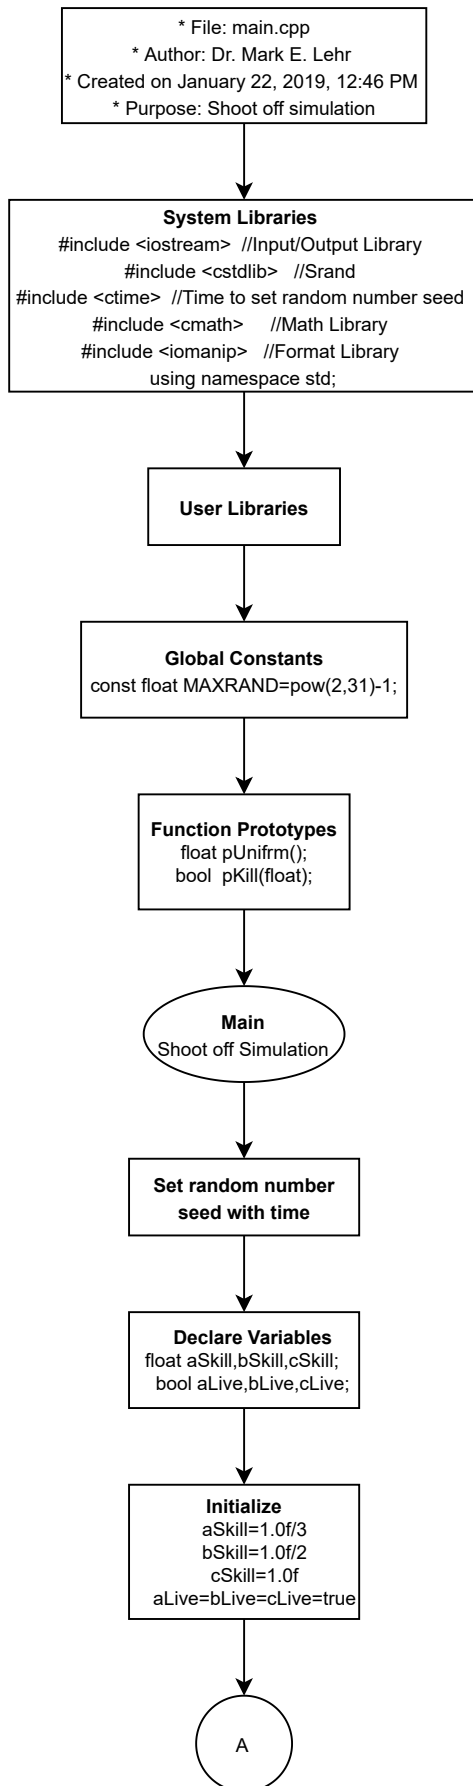 * File: main.cpp
* Author: Dr. Mark E. Lehr
* Created on January 22, 2019, 12:46 PM
* Purpose: Shoot off simulation
System Libraries
#include <iostream>  //Input/Output Library
#include <cstdlib>   //Srand
#include <ctime>  //Time to set random number seed
#include <cmath>     //Math Library
#include <iomanip>   //Format Library
using namespace std;
User Libraries
Global Constants
const float MAXRAND=pow(2,31)-1;
Function Prototypes
float pUnifrm();
bool  pKill(float);
Main
Shoot off Simulation
Set random number
seed with time
Declare Variables
float aSkill,bSkill,cSkill;
bool aLive,bLive,cLive;
Initialize
aSkill=1.0f/3
bSkill=1.0f/2
cSkill=1.0f
aLive=bLive=cLive=true
A